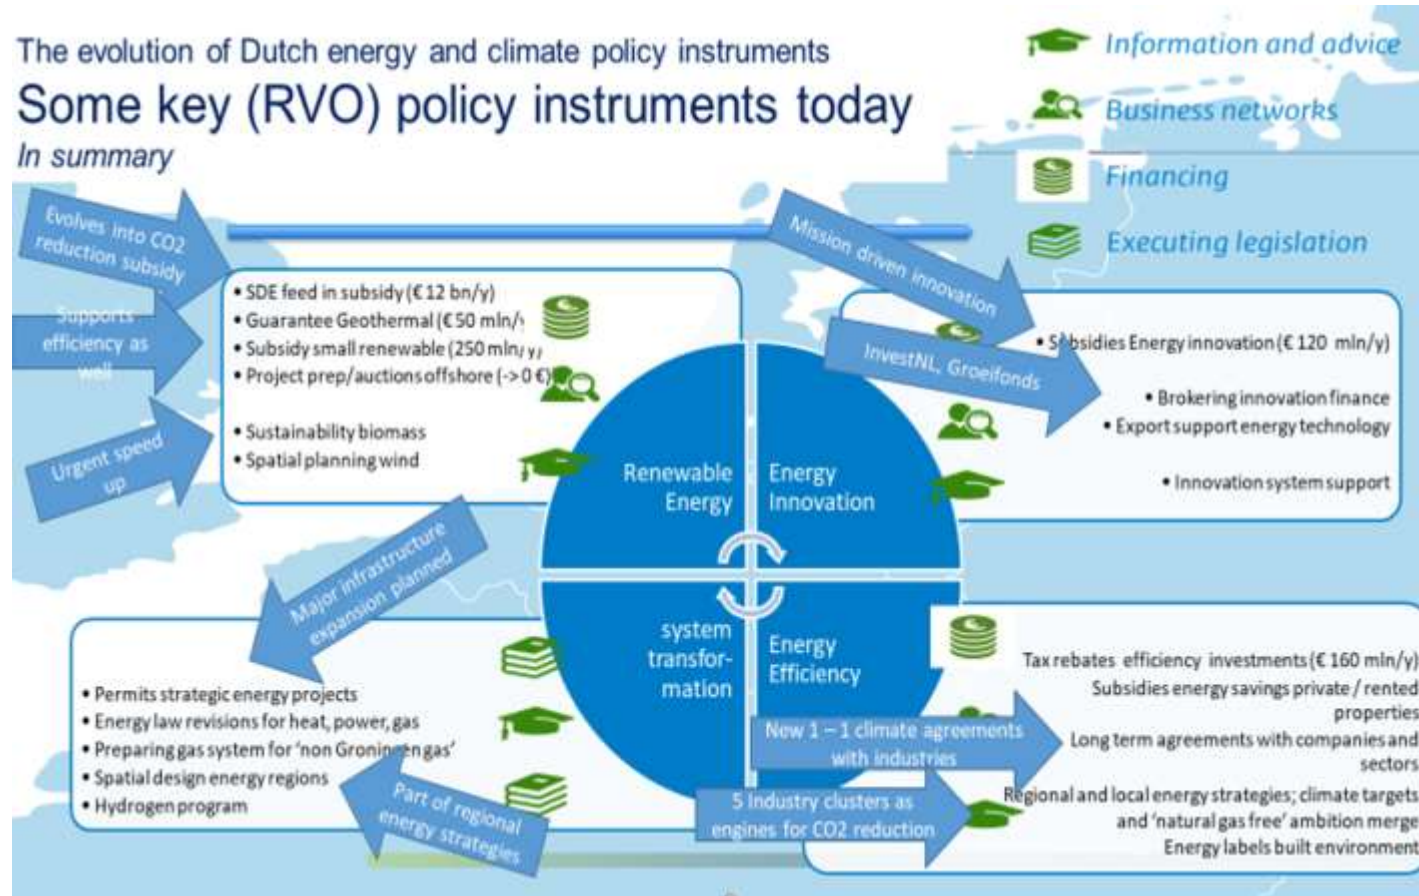 The evolution of Dutch energy and climate policy instruments
Some key (RVO) policy instruments today
In summary
Information and advice
Business networks
Financing
Executing legislation
Evolves into CO2
reduction subsidy
Supports
efficiency as
well
Urgent speed
up
• SDE feed in subsidy (€ 12 bn/y)
• Guarantee Geothermal (€ 50 mln/
• Subsidy small renewable (250 mln/y)
• Project prep/auctions offshore (-> 0 €)
• Sustainability biomass
• Spatial planning wind
Mission driven innovation
InvestNL, Groeifonds
• Subsidies Energy innovation (€ 120 mln/y)
• Brokering innovation finance
• Export support energy technology
• Innovation system support
Renewable
Energy
Energy
Innovation
system
transfor-
mation
Energy
Efficiency
Major infrastructure
expansion planned
• Permits strategic energy projects
• Energy law revisions for heat, power, gas
• Preparing gas system for 'non Groningen gas'
• Spatial design energy regions
• Hydrogen program
Part of regional
energy strategies
New 1 – 1 climate agreements
with industries
5 Industry clusters as
engines for CO2 reduction
Tax rebates efficiency investments (€ 160 mln/y)
Subsidies energy savings private / rented
properties
Long term agreements with companies and
sectors
Regional and local energy strategies; climate targets
and 'natural gas free' ambition merge
Energy labels built environment